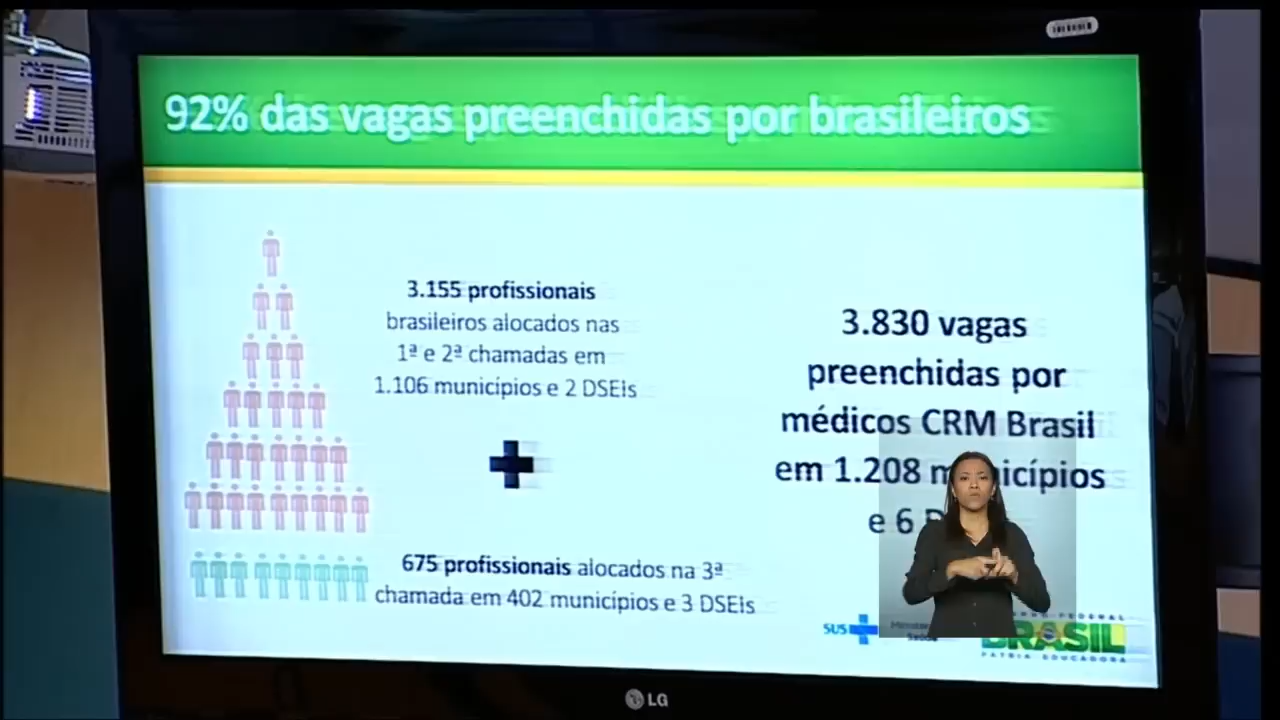 92% das vagas preenchidas por brasileiros
3.155 profissionais
brasileiros alocados nas
1ª e 2ª chamadas em
1.106 municípios e 2 DSEIs
675 profissionais alocados na 3ª
chamada em 402 municípios e 3 DSEIs
3.830 vagas
preenchidas por
médicos CRM Brasil
em 1.208 municípios
e 6
SUS
BRASIL
PÁTRIA EDUCADORA
LG